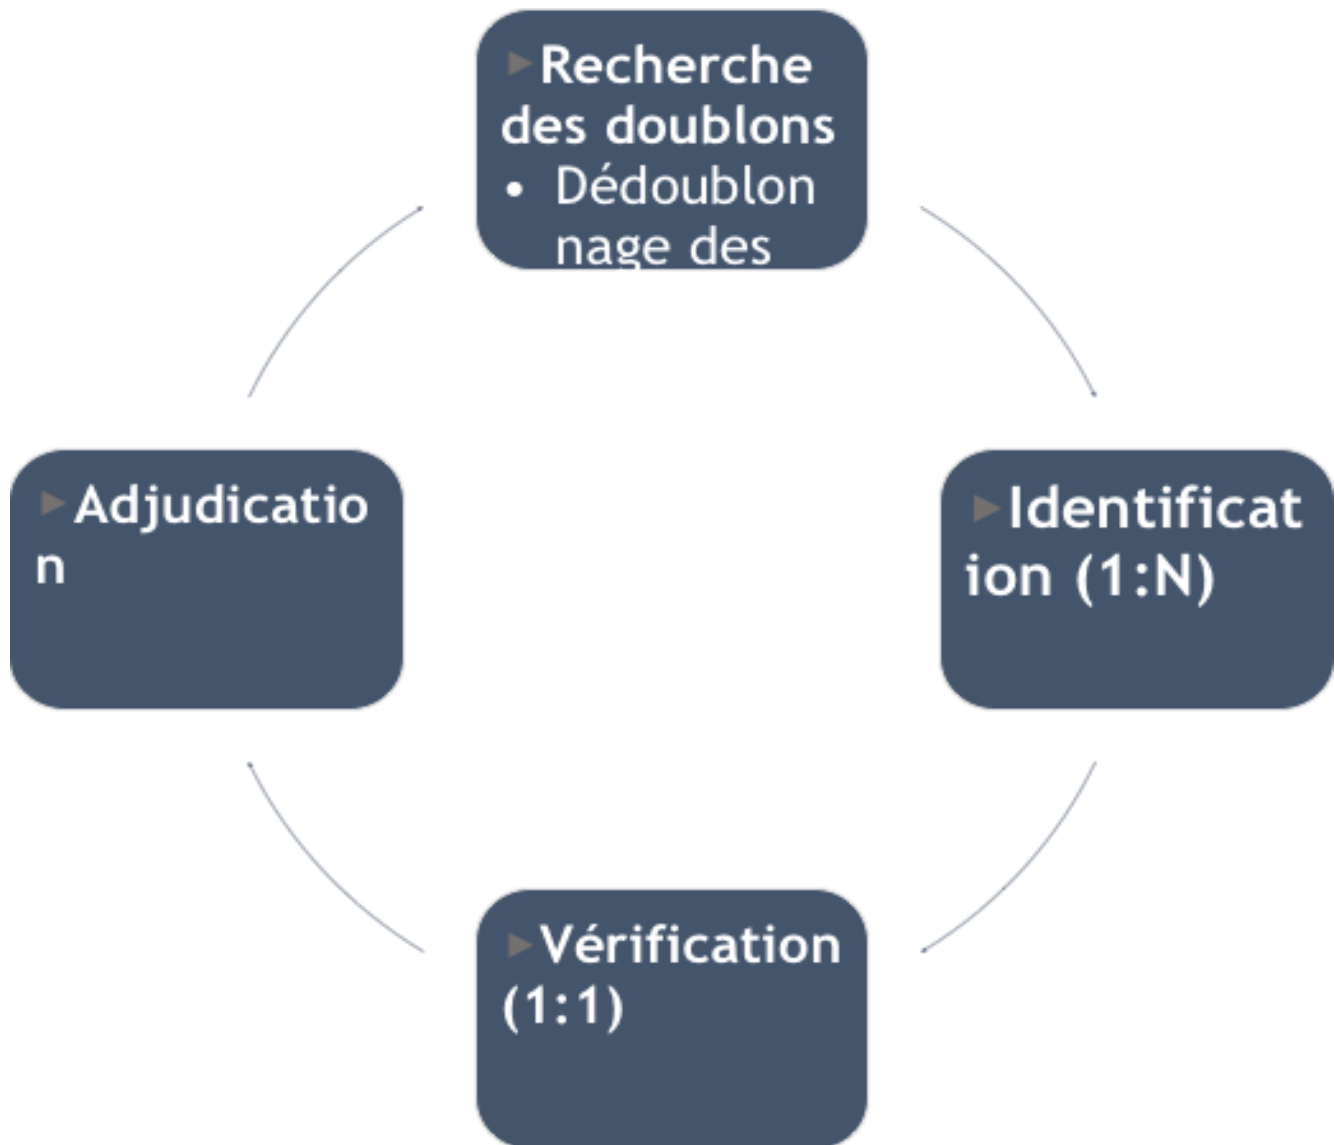 ►Recherche
des doublons
• Dédoublon
nage des
►Adjudicatio
n
►Identificat
ion (1:N)
►Vérification
(1:1)